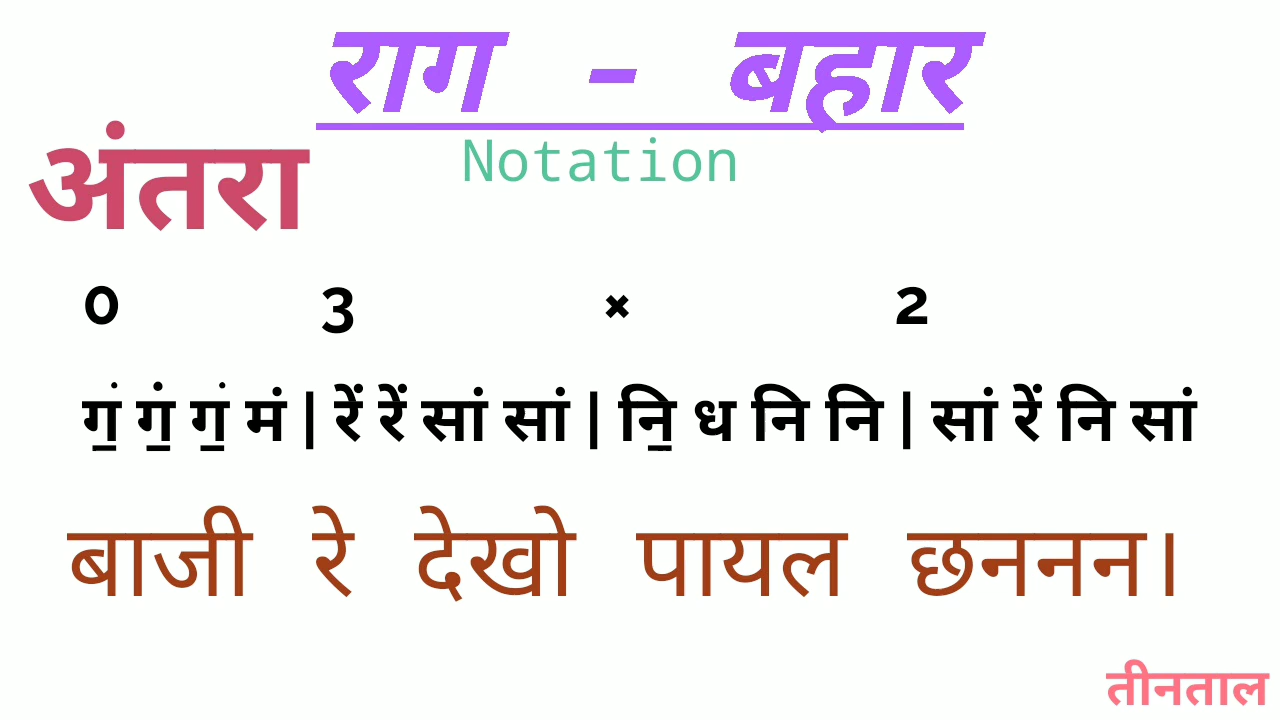 राग - बहार
Notation
अंतरा
0 3 × 2
ग॒ं ग॒ं ग॒ं मं | रें रें सां सां | नि॒ ध नि नि | सां रें नि सां
बाजी रे देखो पायल छननन।
तीनताल